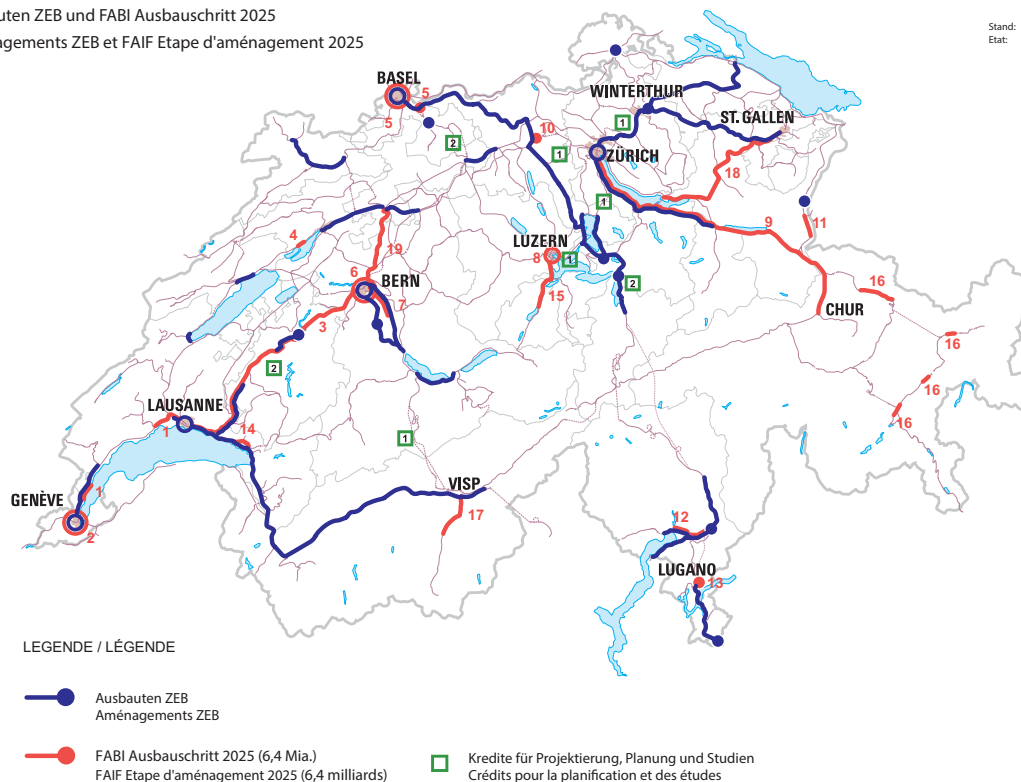 uten ZEB und FABI Ausbauschritt 2025
agements ZEB et FAIF Etape d'aménagement 2025
Stand:
Etat:
BASEL
5
5
WINTERTHUR
ST. GALLEN
1
10
2
1
ZÜRICH
18
1
4
9
11
19
LUZERN
8
1
6
BERN
7
15
2
16
3
CHUR
16
2
16
LAUSANNE
1
14
16
1
VISP
GENÈVE
1
17
12
2
LUGANO
13
LEGENDE / LÉGENDE
Ausbauten ZEB
Aménagements ZEB
FABI Ausbauschritt 2025 (6,4 Mia.)
FAIF Etape d'aménagement 2025 (6,4 milliards)
Kredite für Projektierung, Planung und Studien
Crédits pour la planification et des études